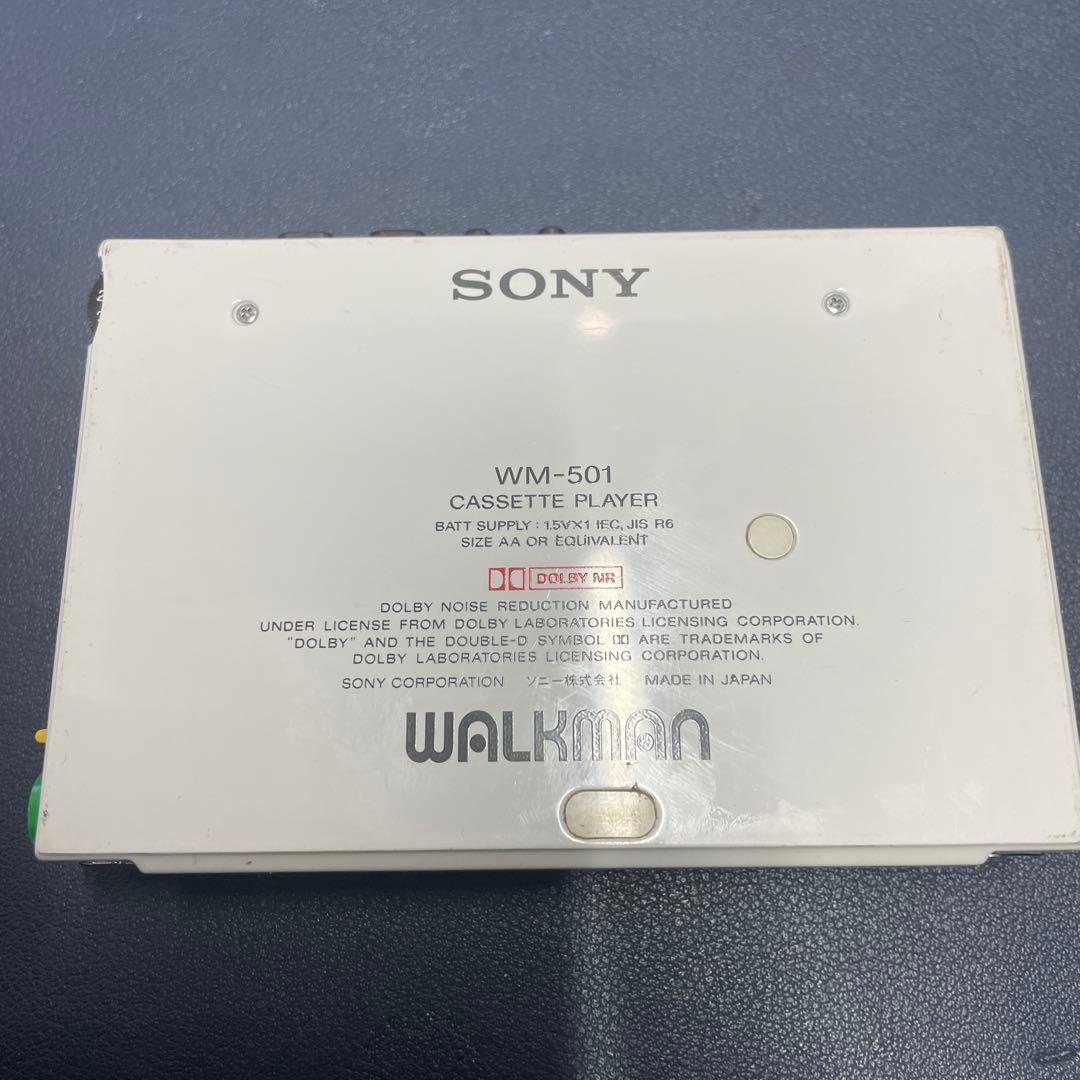 SONY
2
WM-501
CASSETTE PLAYER
BATT SUPPLY : 1.5V×1 IEC, JIS R6
SIZE AA OR EQUIVALENT
DOLBY NR
DOLBY NOISE REDUCTION MANUFACTURED
UNDER LICENSE FROM DOLBY LABORATORIES LICENSING CORPORATION.
"DOLBY" AND THE DOUBLE-D SYMBOL ARE TRADEMARKS OF
DOLBY LABORATORIES LICENSING CORPORATION.
SONY CORPORATION ソニー株式会社 MADE IN JAPAN
WALKMAN